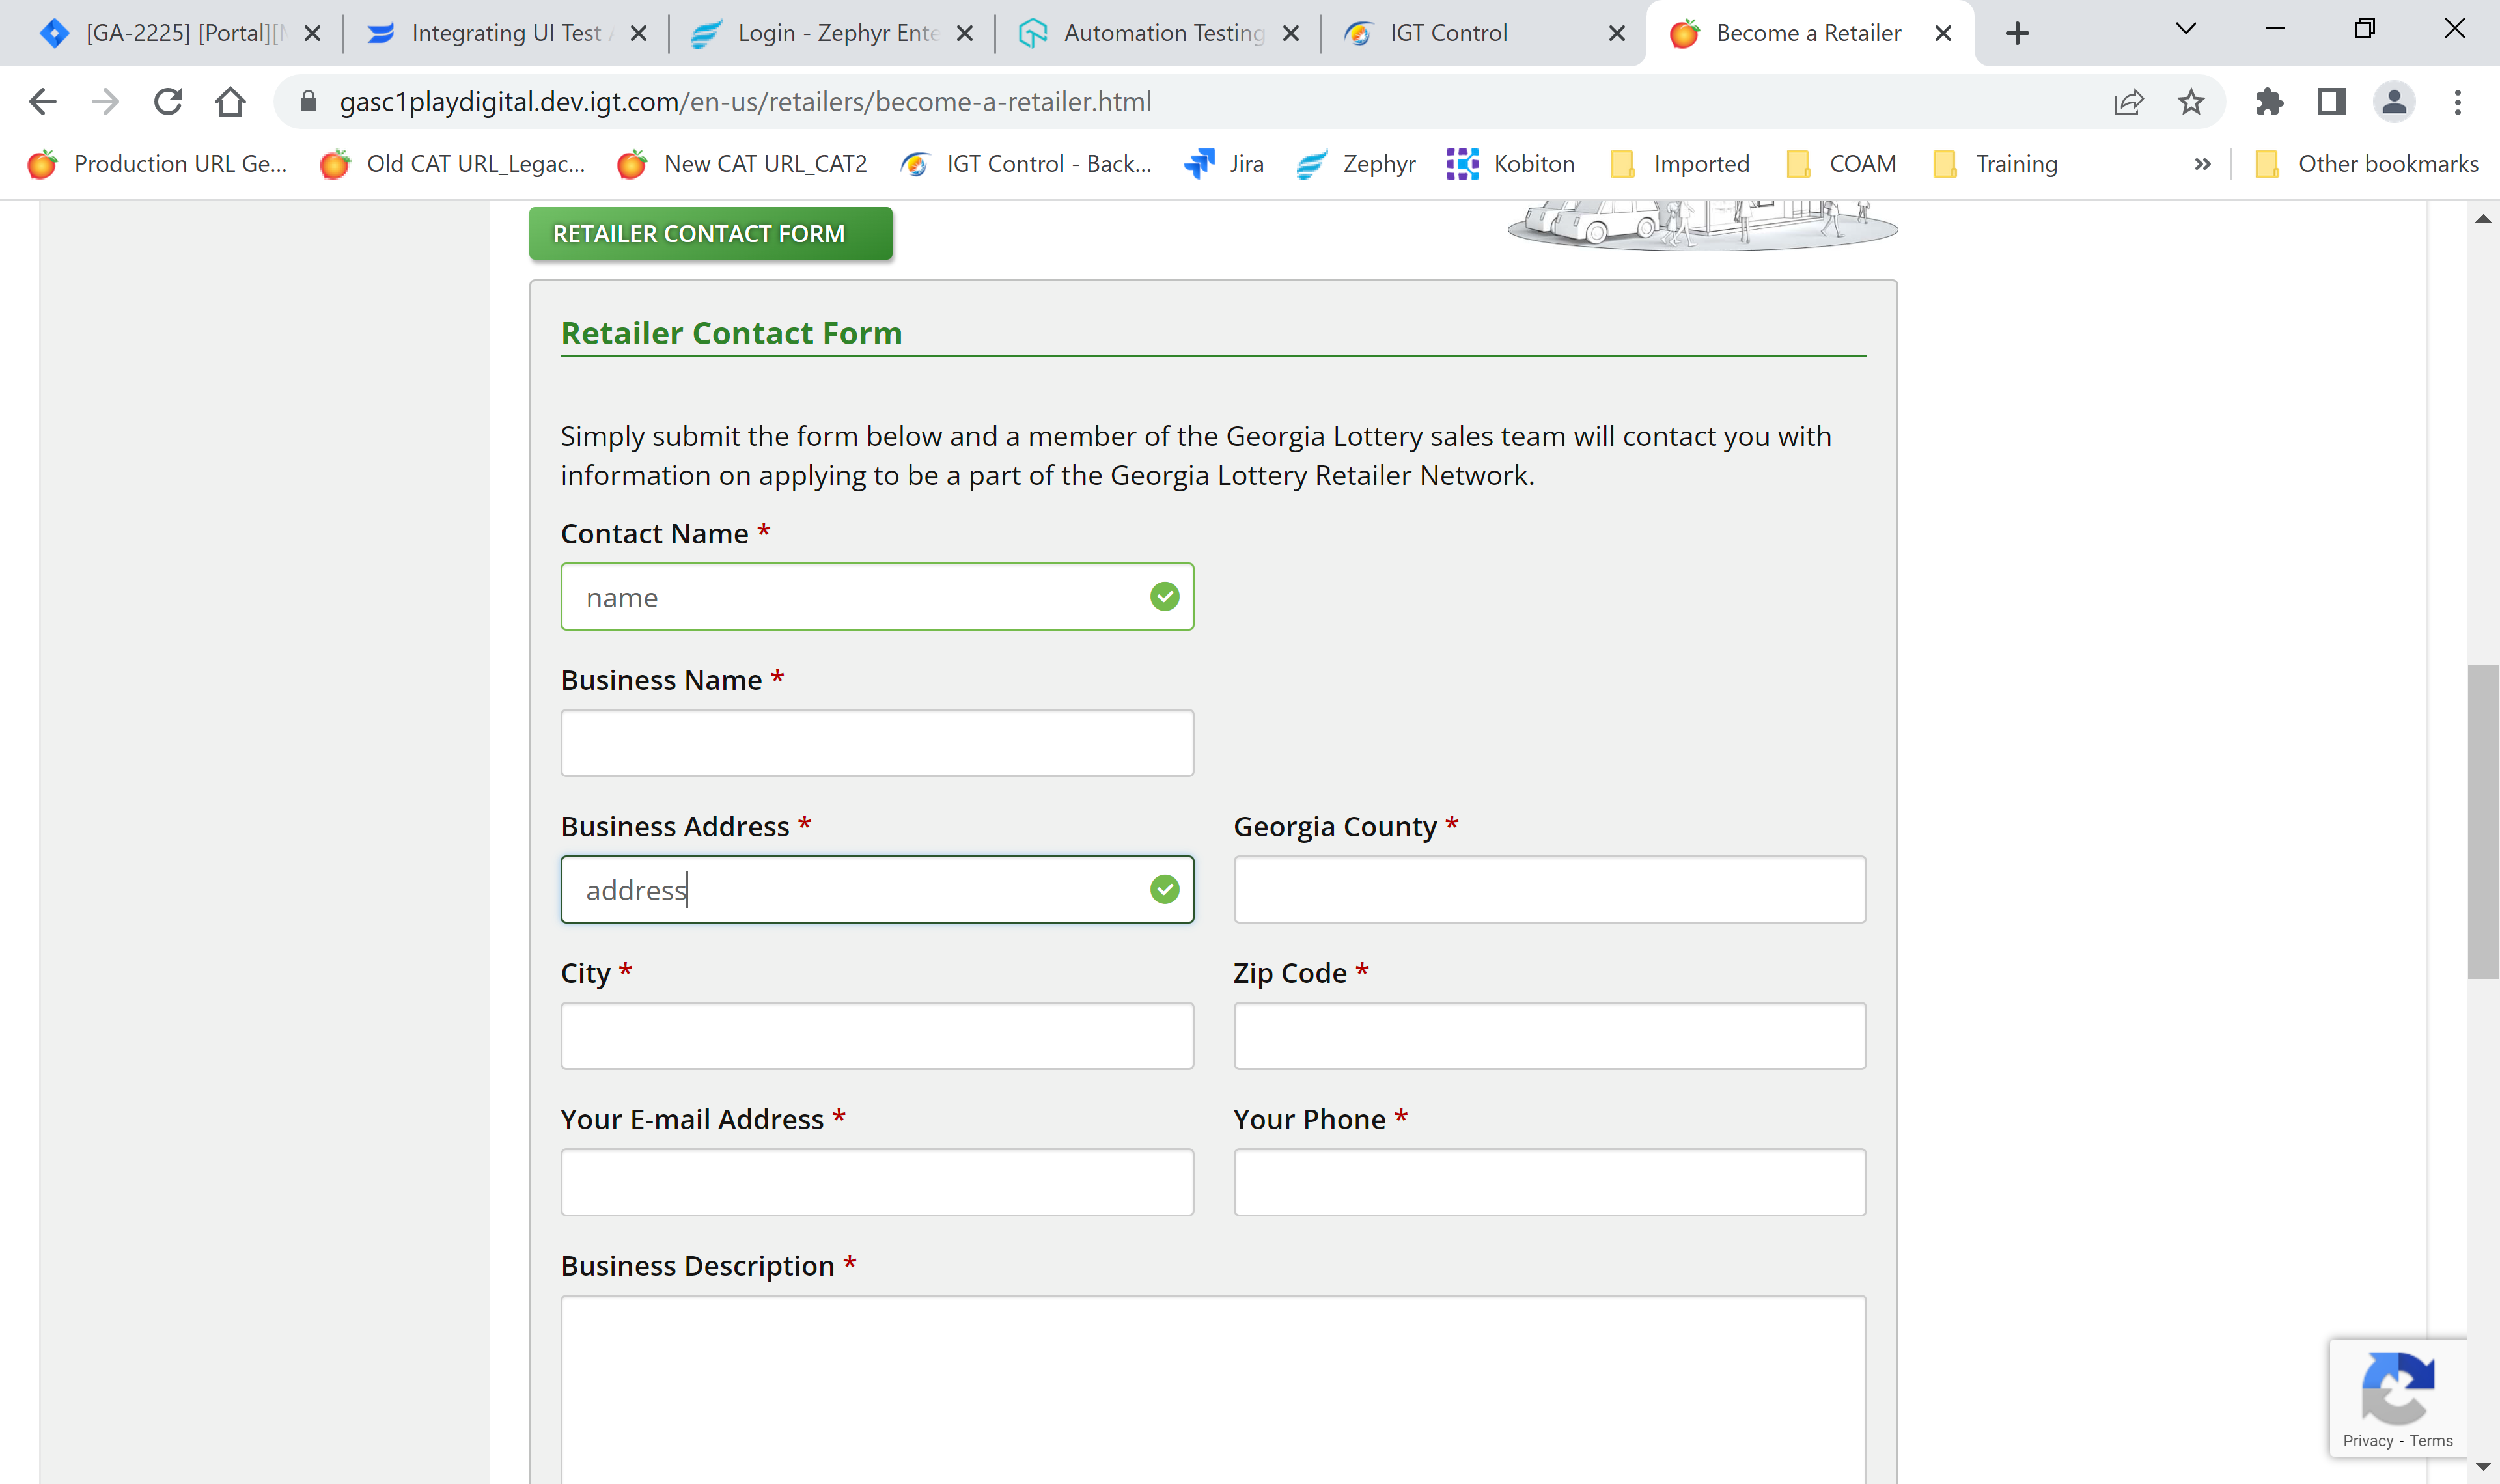 [GA-2225] [Portal][
Integrating UI Test
Login - Zephyr Ente
Automation Testing
IGT Control
Become a Retailer
gasc1playdigital.dev.igt.com/en-us/retailers/become-a-retailer.html
Production URL Ge...
Old CAT URL_Legac...
New CAT URL_CAT2
IGT Control - Back...
Jira
Zephyr
Kobiton
Imported
COAM
Training
Other bookmarks
RETAILER CONTACT FORM
Retailer Contact Form
Simply submit the form below and a member of the Georgia Lottery sales team will contact you with
information on applying to be a part of the Georgia Lottery Retailer Network.
Contact Name *
name
Business Name *
Business Address *
Georgia County *
address
City *
Zip Code *
Your E-mail Address *
Your Phone *
Business Description *
Privacy - Terms